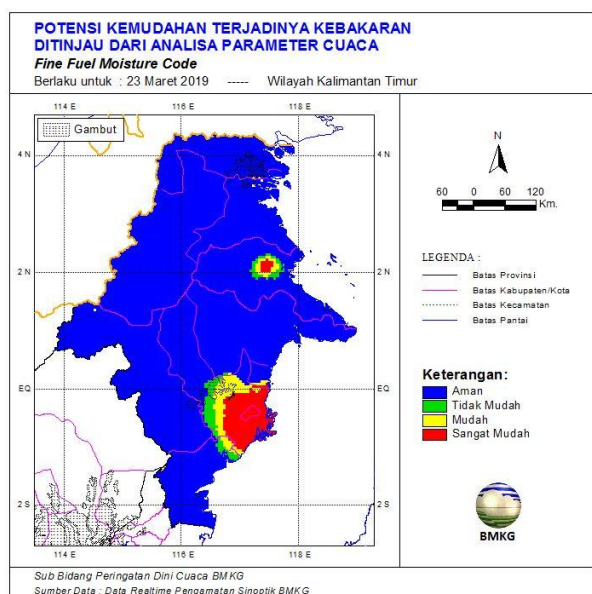 POTENSI KEMUDAHAN TERJADINYA KEBAKARAN
DITINJAU DARI ANALISA PARAMETER CUACA
Fine Fuel Moisture Code
Berlaku untuk : 23 Maret 2019 ----- Wilayah Kalimantan Timur
114 E 116 E 118 E
Gambut
4 N 4 N
2 N 2 N
EQ EQ
2 S 2 S
114 E 116 E 118 E
N
60 0 60 120
Km.
LEGENDA :
Batas Provinsi
Batas Kabupaten/Kota
Batas Kecamatan
Batas Pantai
Keterangan:
Aman
Tidak Mudah
Mudah
Sangat Mudah
BMKG
Sub Bidang Peringatan Dini Cuaca BMKG
Sumber Data : Data Realtime Pengamatan Sinoptik BMKG